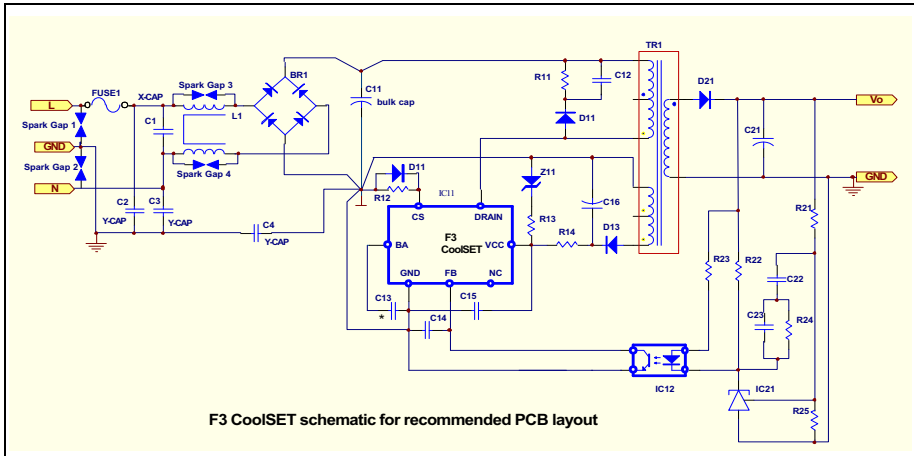 TR1
BR1
Spark Gap 3
R11
C12
D21
FUSE1
X-CAP
C11
bulk cap
L
Vo
L1
Spark Gap 1
C1
D11
C21
GND
Spark Gap 2
Spark Gap 4
D11
Z11
GND
N
IC11
C16
R12
CS
DRAIN
R21
C2
Y-CAP
C3
Y-CAP
C4
Y-CAP
F3
CoolSET
BA
VCC
R13
R14
D13
R23
R22
GND
FB
NC
C22
C13
*
C15
C14
C23
R24
IC12
IC21
R25
F3 CoolSET schematic for recommended PCB layout